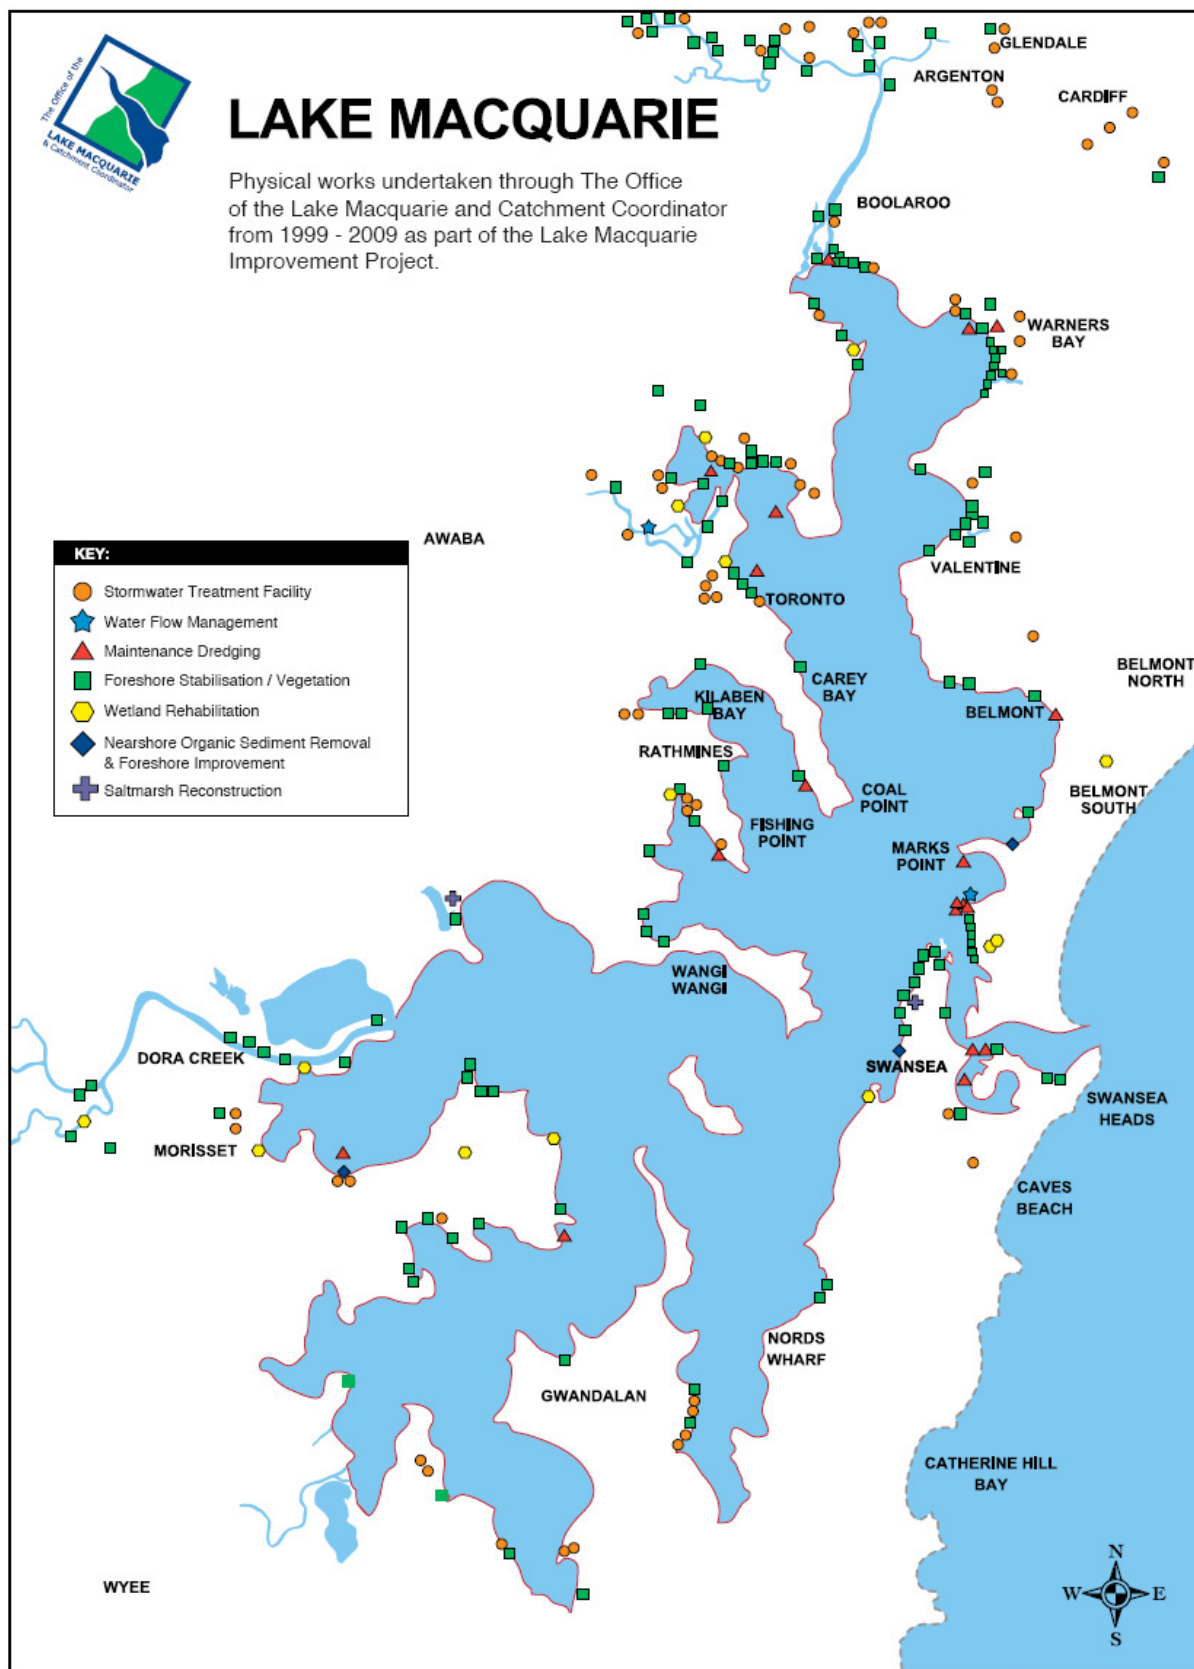 The Office of the
LAKE MACQUARIE
& Catchment Coordinator
LAKE MACQUARIE
Physical works undertaken through The Office
of the Lake Macquarie and Catchment Coordinator
from 1999 - 2009 as part of the Lake Macquarie
Improvement Project.
GLENDALE
ARGENTON
CARDIFF
BOOLAROO
WARNERS
BAY
AWABA
VALENTINE
TORONTO
BELMONT
NORTH
CAREY
BAY
KILABEN
BAY
BELMONT
RATHMINES
COAL
POINT
BELMONT
SOUTH
FISHING
POINT
MARKS
POINT
WANGI
WANGI
DORA CREEK
SWANSEA
SWANSEA
HEADS
MORISSET
CAVES
BEACH
NORDS
WHARF
GWANDALAN
CATHERINE HILL
BAY
WYEE
KEY:
Stormwater Treatment Facility
Water Flow Management
Maintenance Dredging
Foreshore Stabilisation / Vegetation
Wetland Rehabilitation
Nearshore Organic Sediment Removal
& Foreshore Improvement
Saltmarsh Reconstruction
N
W E
S